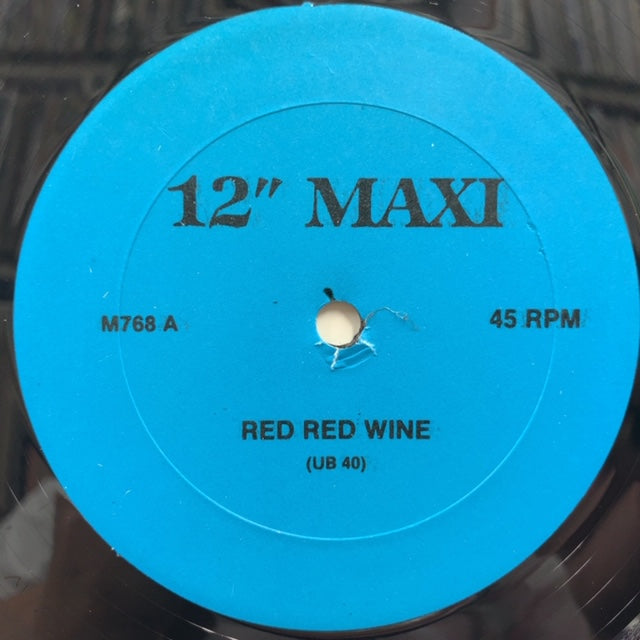 12" MAXI
M768 A
45 RPM
RED RED WINE
(UB 40)